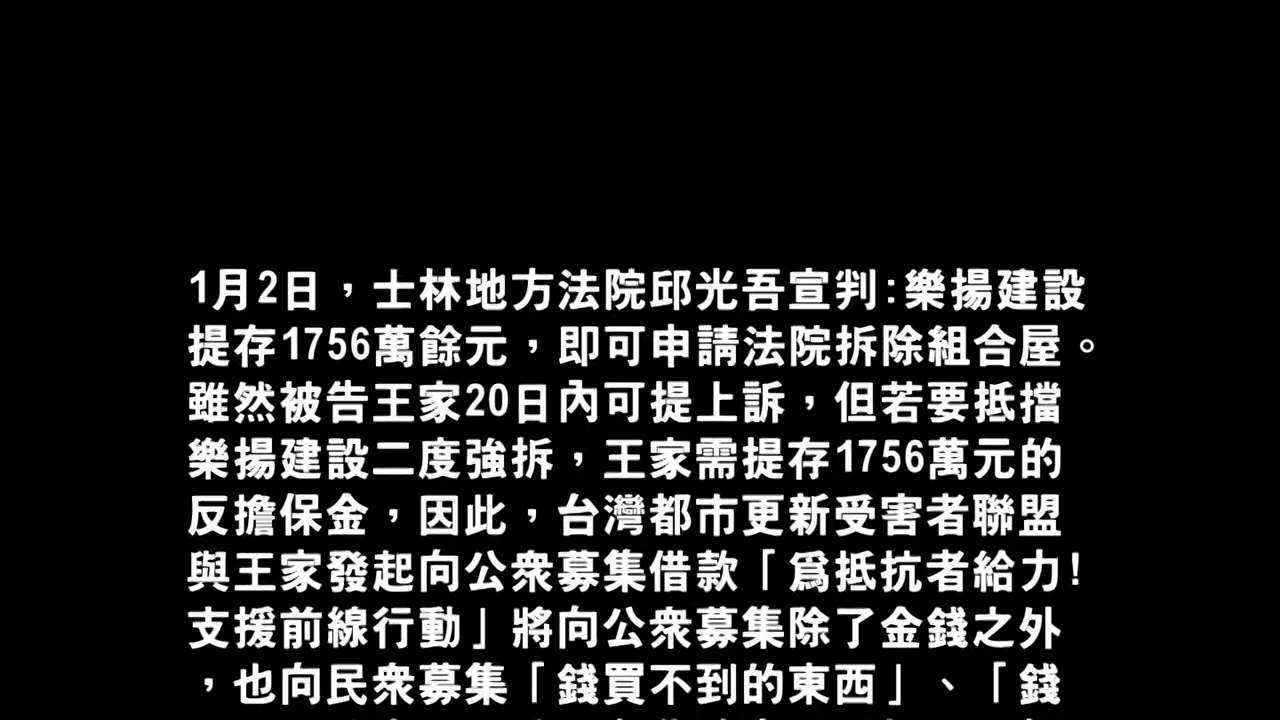 1月2日，士林地方法院邱光吾宣判:樂揚建設
提存1756萬餘元，即可申請法院拆除組合屋。
雖然被告王家20日內可提上訴，但若要抵擋
樂揚建設二度強拆，王家需提存1756萬元的
反擔保金，因此，台灣都市更新受害者聯盟
與王家發起向公衆募集借款「爲抵抗者給力!
支援前線行動」將向公衆募集除了金錢之外
，也向民衆募集「錢買不到的東西」、「錢